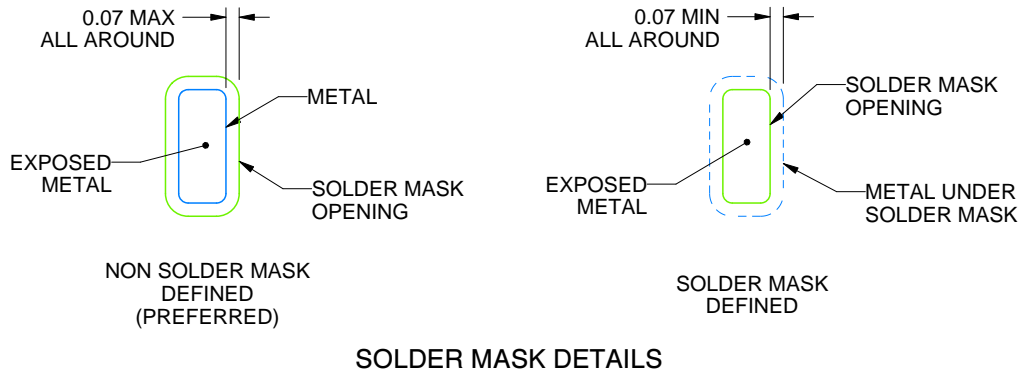 0.07 MAX
ALL AROUND
METAL
EXPOSED
METAL
SOLDER MASK
OPENING
NON SOLDER MASK
DEFINED
(PREFERRED)
0.07 MIN
ALL AROUND
SOLDER MASK
OPENING
EXPOSED
METAL
METAL UNDER
SOLDER MASK
SOLDER MASK
DEFINED
SOLDER MASK DETAILS